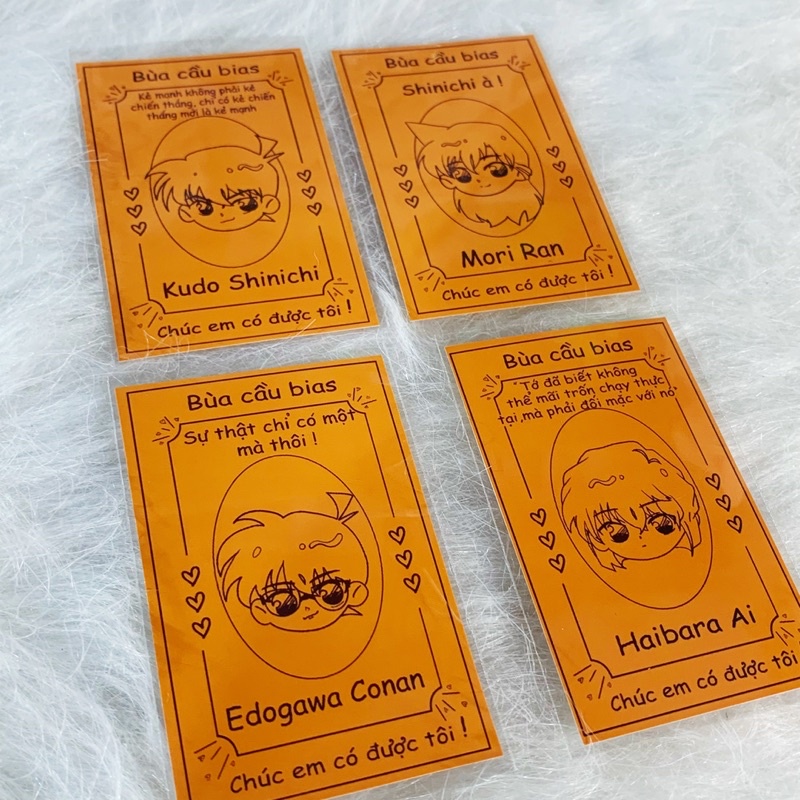 Bùa cầu bias
Kẻ mạnh không phải kẻ
chiến thắng, chỉ có kẻ chiến
thắng mới là kẻ mạnh
Kudo Shinichi
Chúc em có được tôi !
Bùa cầu bias
Shinichi à !
Mori Ran
Chúc em có được tôi !
Bùa cầu bias
Sự thật chỉ có một
mà thôi !
Edogawa Conan
Chúc em có được tôi !
Bùa cầu bias
"Tớ đã biết không
thể mãi trốn chạy thực
tại ,mà phải đối mặc với nó"
Haibara Ai
Chúc em có được tôi !